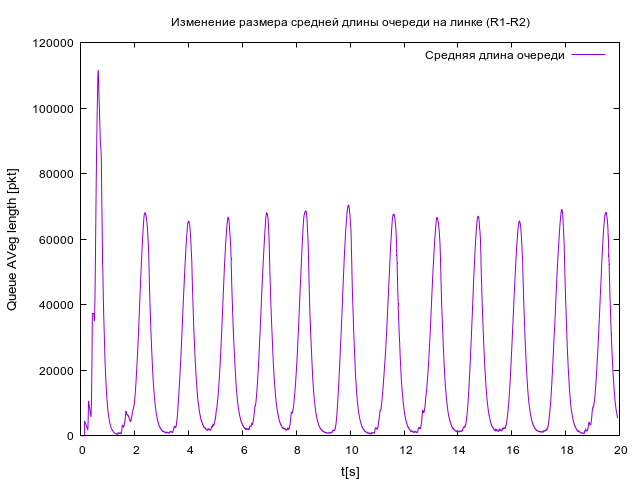 Изменение размера средней длины очереди на линке (R1-R2)
120000
Средняя длина очереди
100000
80000
60000
40000
20000
0
Queue AVeg length [pkt]
0 2 4 6 8 10 12 14 16 18 20
t[s]